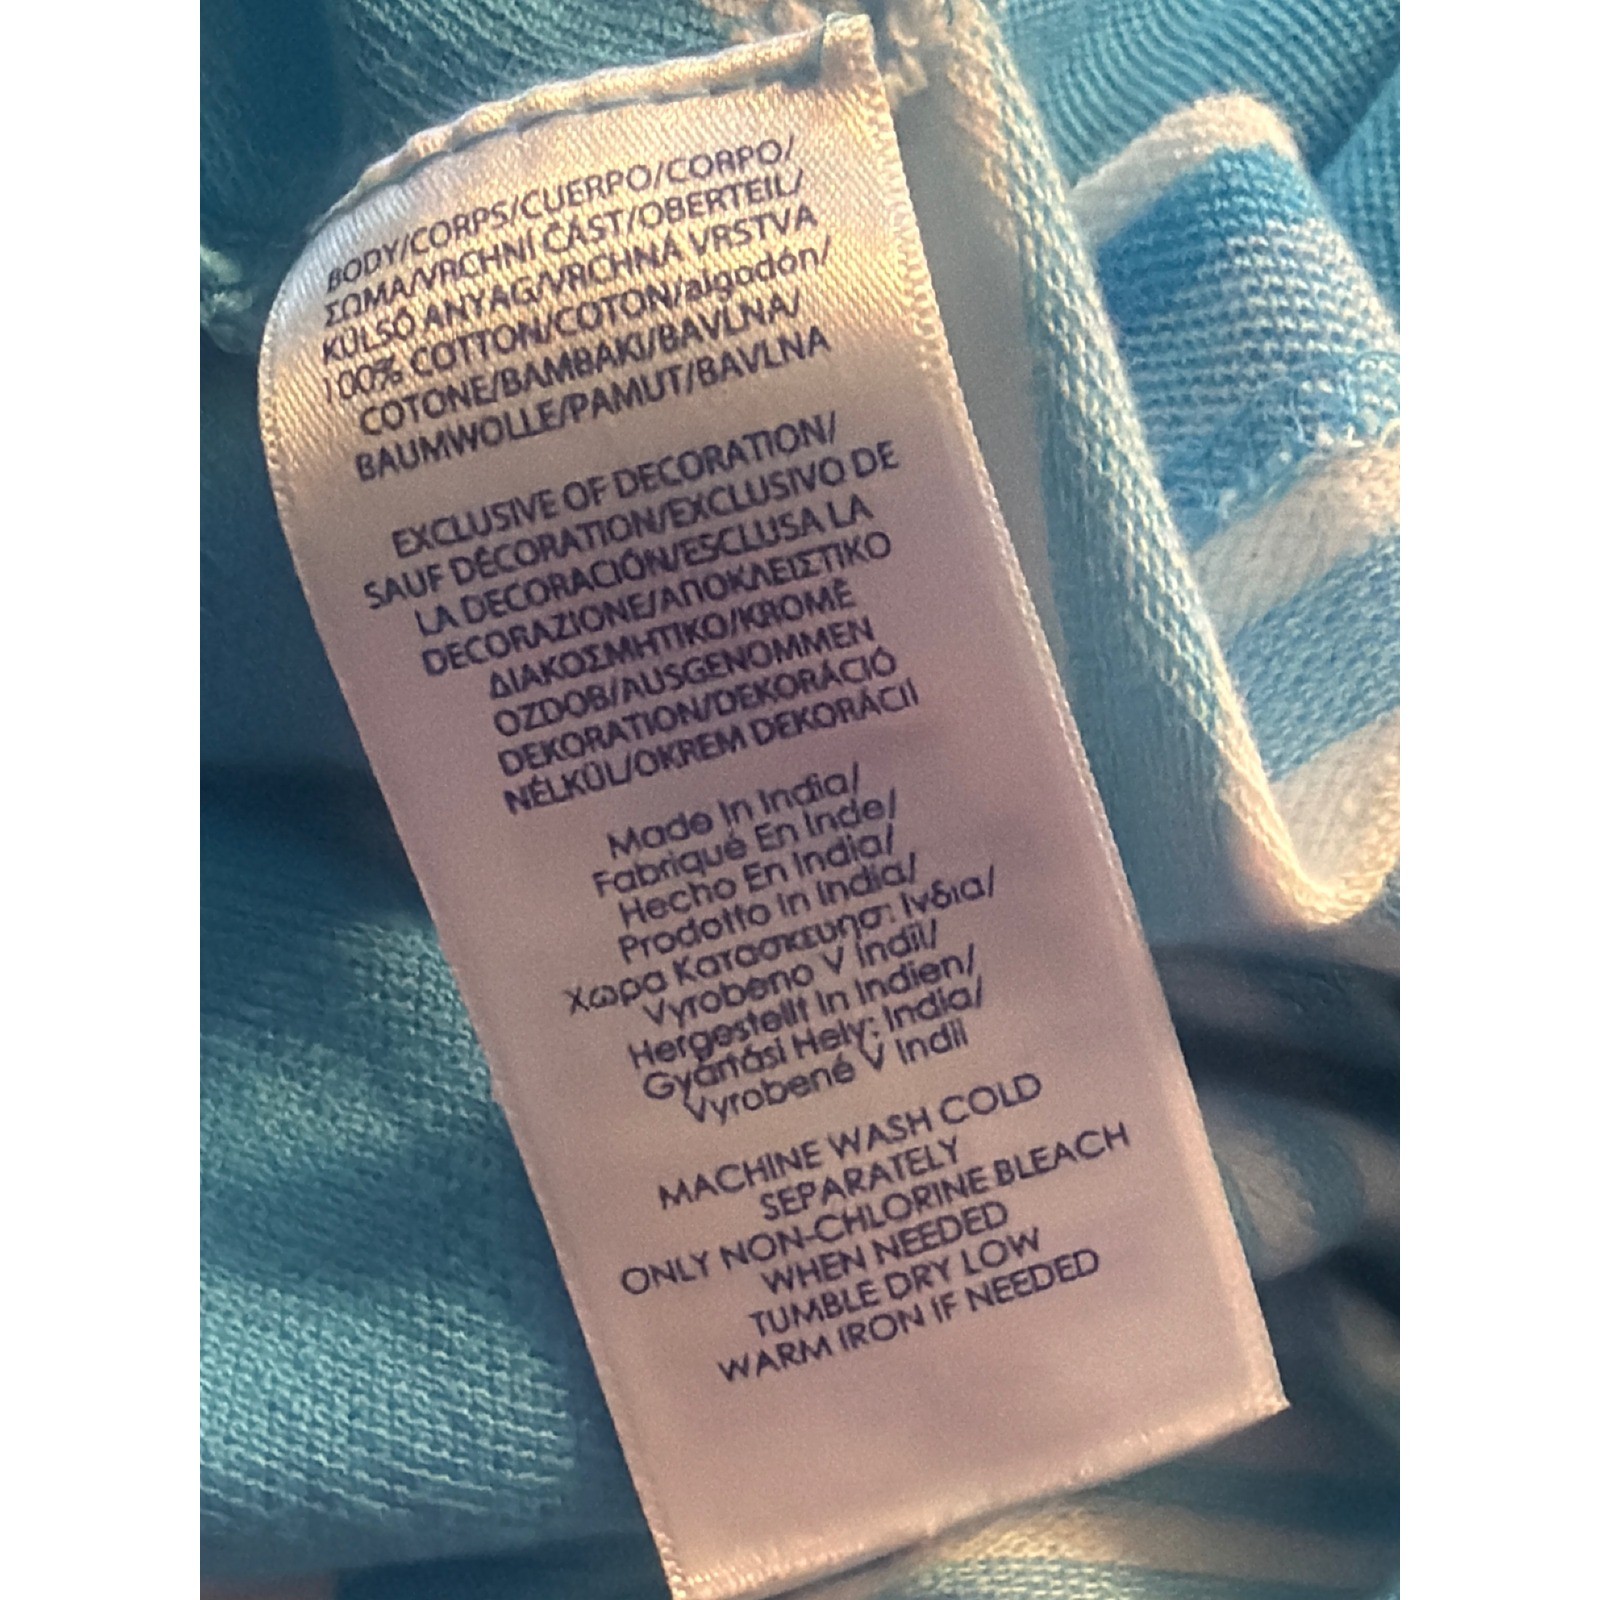 BODY/CORPS/CUERPO/CORPO/
ΣΩMA/VRCHNÍ ČÁST/OBERTEIL/
KÜLSŐ ANYAG/VRCHNÁ VRSTVA
100% COTTON/COTON/algodón/
COTONE/BAMBAKI/BAVLNA/
BAUMWOLLE/PAMUT/BAVLNA
EXCLUSIVE OF DECORATION/
SAUF DÉCORATION/EXCLUSIVO DE
LA DECORACIÓN/ESCLUSA LA
DECORAZIONE/ΑΠΟΚΛΕΙΣΤΙΚΟ
ΔΙΑΚΟΣΜΗΤΙΚΟ/KROMĚ
OZDOB/AUSGENOMMEN
DEKORATION/DEKORÁCIÓ
NÉLKÜL/OKREM DEKORÁCII
Made In India/
Fabriqué En Inde/
Hecho En India/
Prodotto In India/
Χωρα Κατασκευησ: Ινδια/
Vyrobeno V Indii/
Hergestellt In Indien/
Gyártási Hely: India/
Vyrobené V Indii
MACHINE WASH COLD
SEPARATELY
ONLY NON-CHLORINE BLEACH
WHEN NEEDED
TUMBLE DRY LOW
WARM IRON IF NEEDED